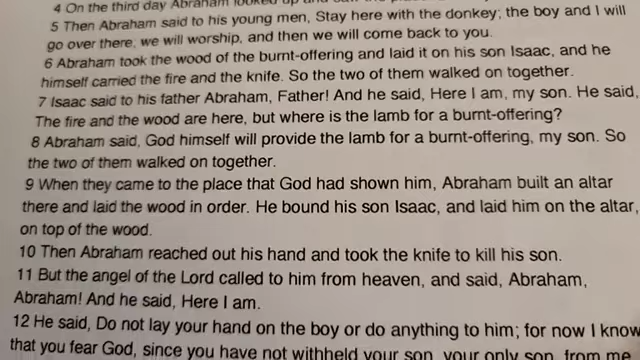 4 On the third day Abraham looked up and saw the
5 Then Abraham said to his young men, Stay here with the donkey; the boy and I will
go over there; we will worship, and then we will come back to you.
6 Abraham took the wood of the burnt-offering and laid it on his son Isaac, and he
himself carried the fire and the knife. So the two of them walked on together.
7 Isaac said to his father Abraham, Father! And he said, Here I am, my son. He said,
The fire and the wood are here, but where is the lamb for a burnt-offering?
8 Abraham said, God himself will provide the lamb for a burnt-offering, my son. So
the two of them walked on together.
9 When they came to the place that God had shown him, Abraham built an altar
there and laid the wood in order. He bound his son Isaac, and laid him on the altar,
on top of the wood.
10 Then Abraham reached out his hand and took the knife to kill his son.
11 But the angel of the Lord called to him from heaven, and said, Abraham,
Abraham! And he said, Here I am.
12 He said, Do not lay your hand on the boy or do anything to him; for now I know
that you fear God, since you have not withheld your son, your only son, from me